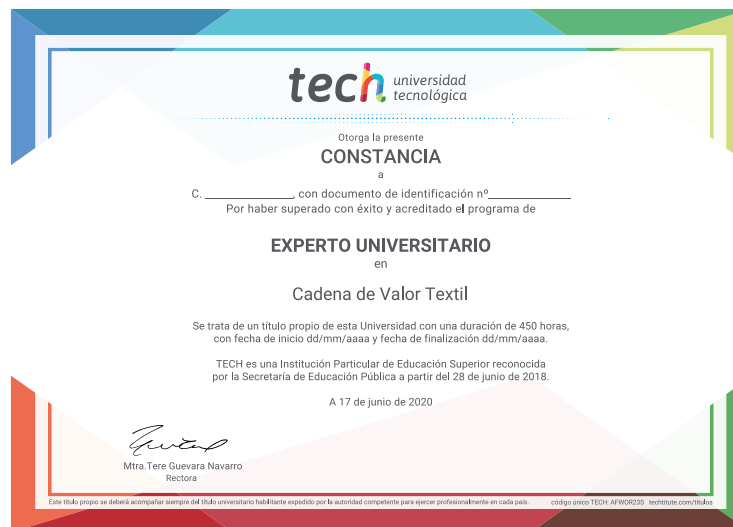 tech universidad
tecnológica
Otorga la presente
CONSTANCIA
a
C. ______________, con documento de identificación nº______________
Por haber superado con éxito y acreditado el programa de
EXPERTO UNIVERSITARIO
en
Cadena de Valor Textil
Se trata de un título propio de esta Universidad con una duración de 450 horas,
con fecha de inicio dd/mm/aaaa y fecha de finalización dd/mm/aaaa.
TECH es una Institución Particular de Educación Superior reconocida
por la Secretaría de Educación Pública a partir del 28 de junio de 2018.
A 17 de junio de 2020
Mtra.Tere Guevara Navarro
Rectora
Este título propio se deberá acompañar siempre del título universitario habilitante expedido por la autoridad competente para ejercer profesionalmente en cada país. código único TECH: AFWOR23S techtitute.com/títulos